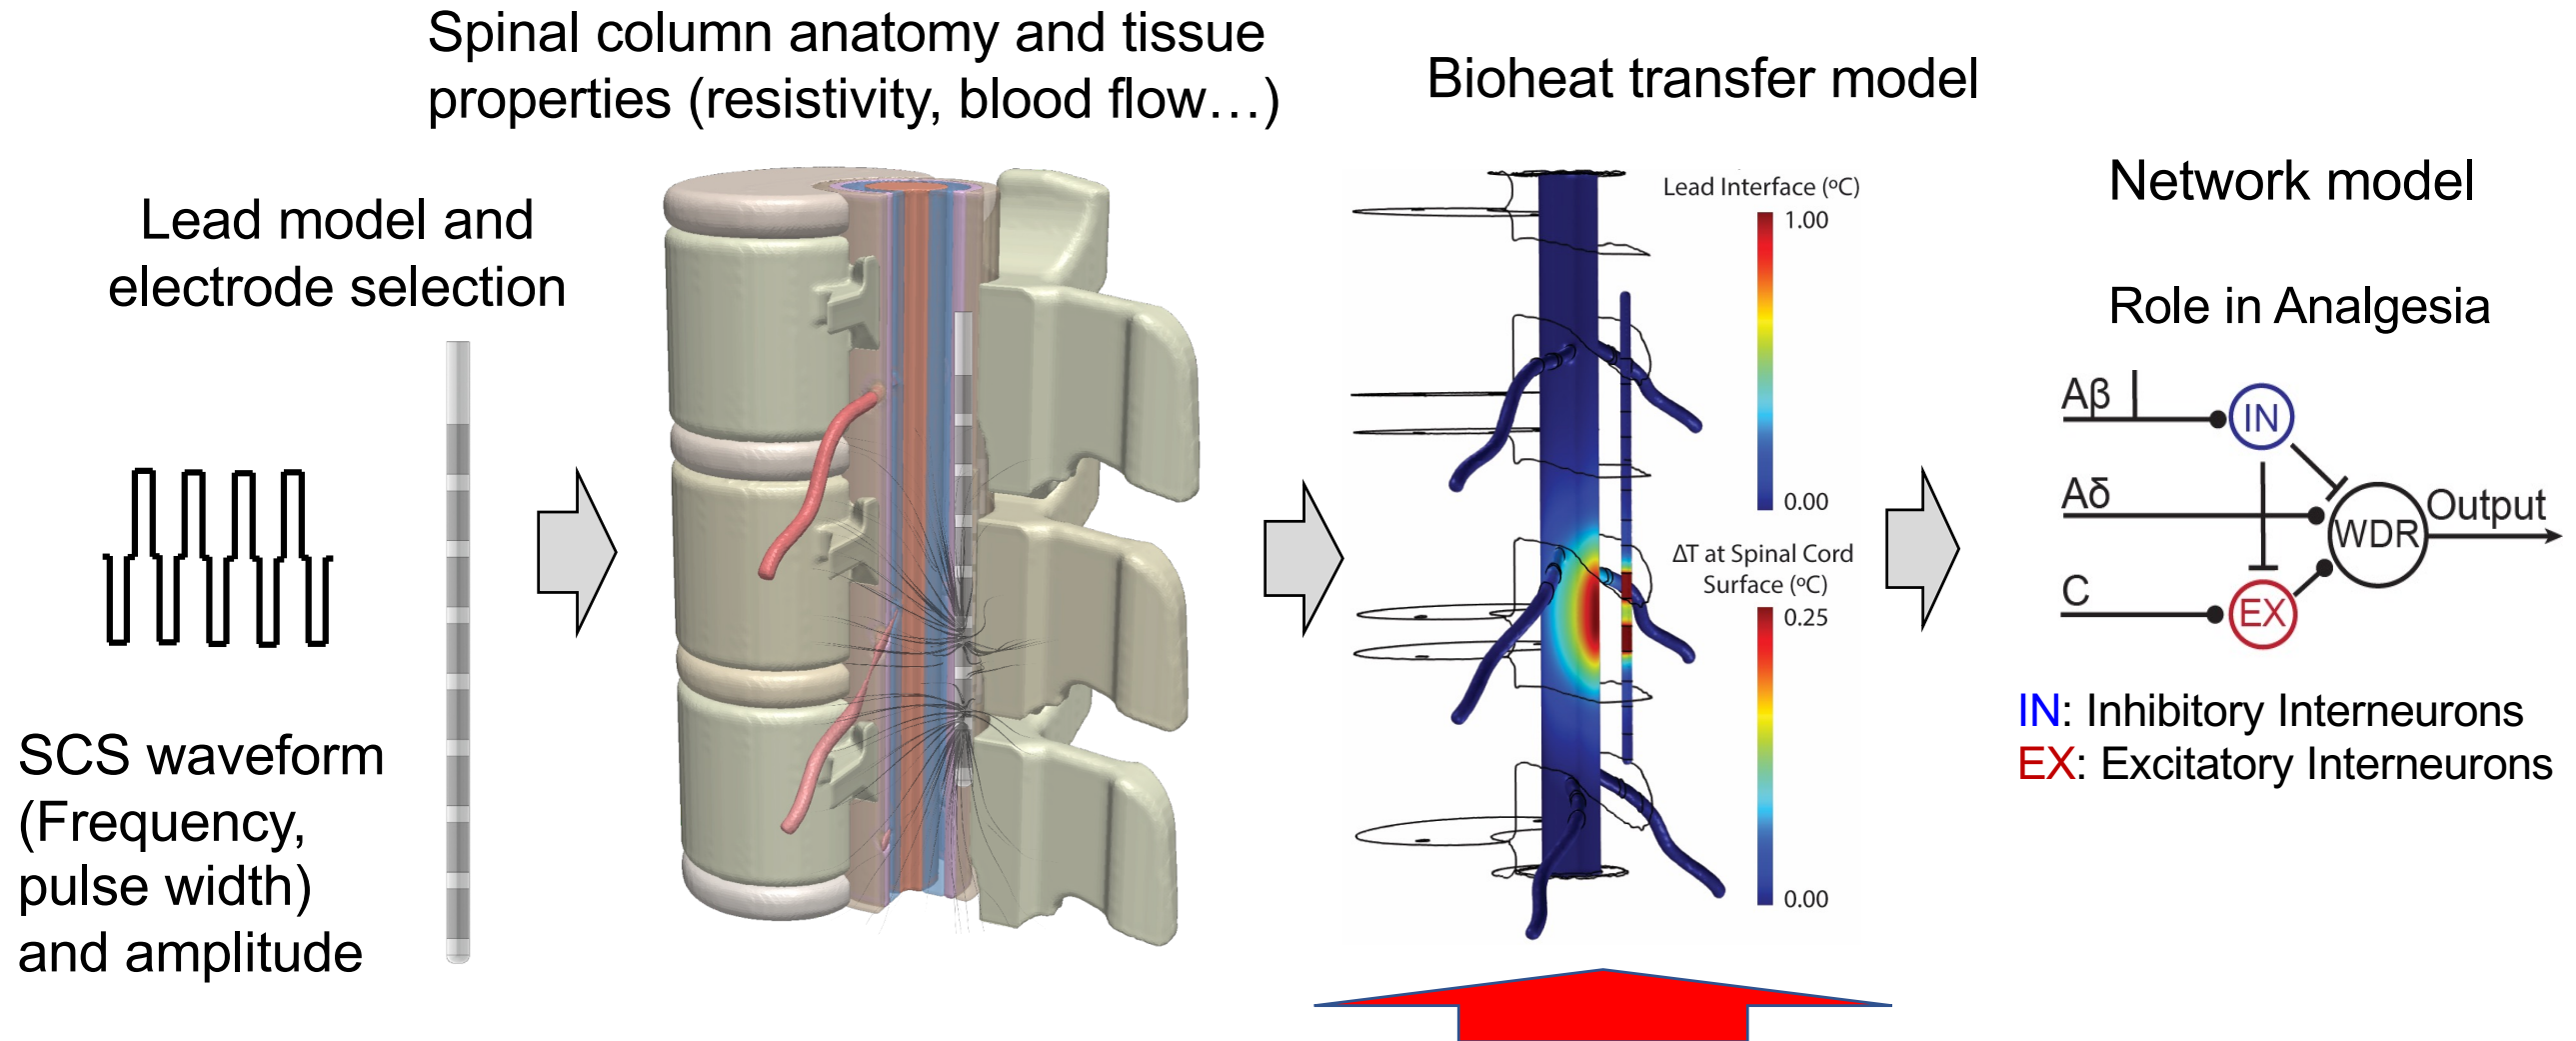 Spinal column anatomy and tissue
properties (resistivity, blood flow…)
Bioheat transfer model
Network model
Lead model and
electrode selection
Role in Analgesia
SCS waveform
(Frequency,
pulse width)
and amplitude
Lead Interface (ºC)
1.00
0.00
ΔT at Spinal Cord
Surface (ºC)
0.25
0.00
Aβ
IN
Aδ
WDR
Output
C
EX
IN: Inhibitory Interneurons
EX: Excitatory Interneurons